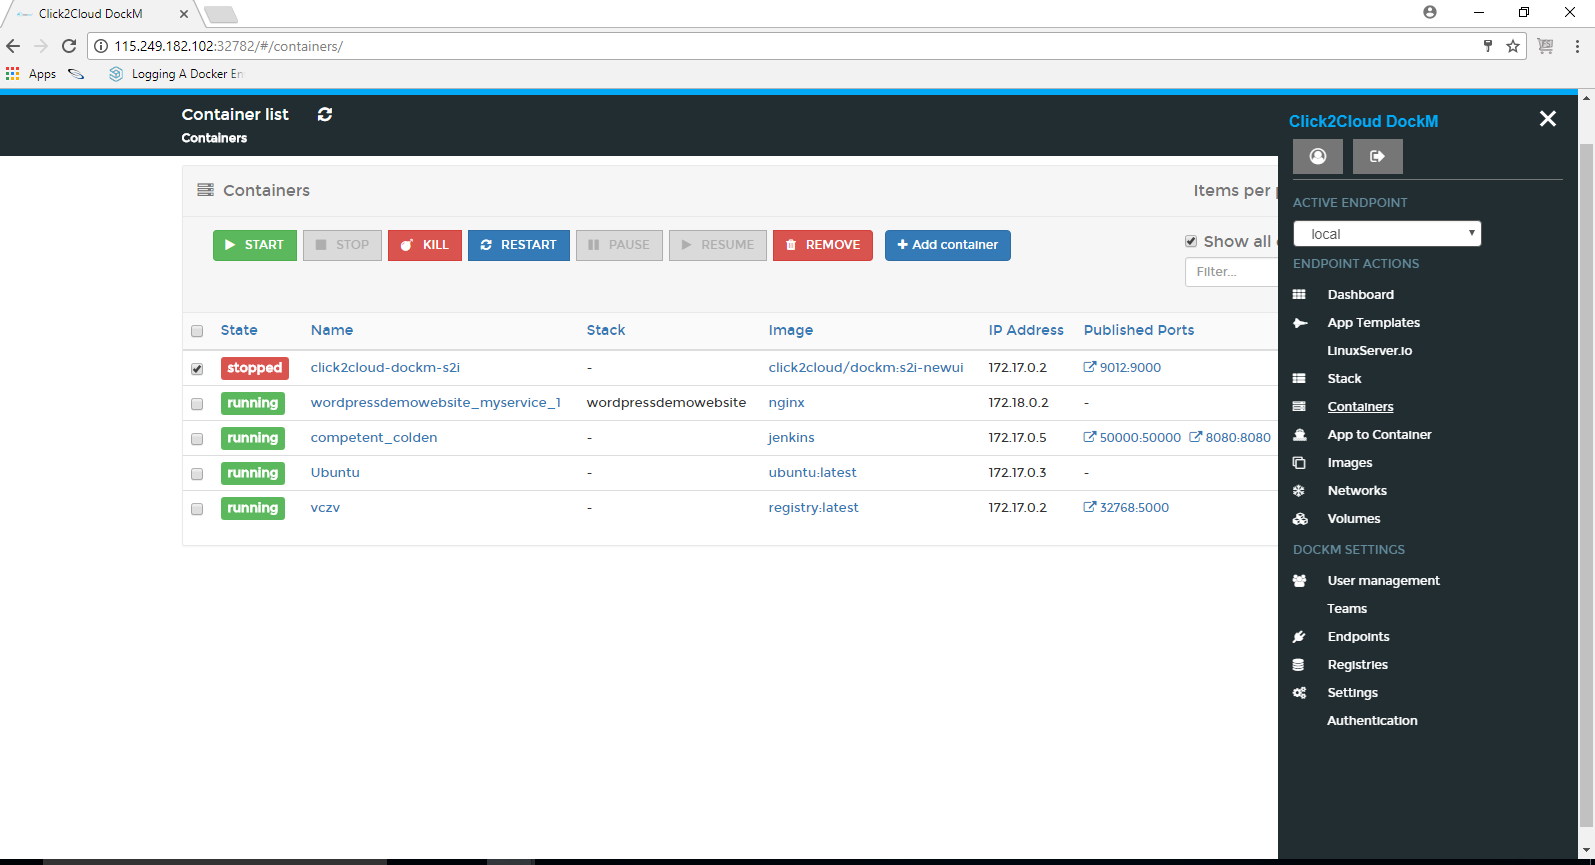 Click2Cloud DockM
115.249.182.102:32782/#/containers/
Apps Logging A Docker En
Container list
Containers
Click2Cloud DockM
Containers Items per
START STOP KILL RESTART PAUSE RESUME REMOVE + Add container
Show all
Filter...
State Name Stack Image IP Address Published Ports
stopped click2cloud-dockm-s2i - click2cloud/dockm:s2i-newui 172.17.0.2 9012:9000
running wordpressdemowebsite_myservice_1 wordpressdemowebsite nginx 172.18.0.2 -
running competent_colden - jenkins 172.17.0.5 50000:50000 8080:8080
running Ubuntu - ubuntu:latest 172.17.0.3 -
running vczv - registry:latest 172.17.0.2 32768:5000
ACTIVE ENDPOINT
local
ENDPOINT ACTIONS
Dashboard
App Templates
LinuxServer.io
Stack
Containers
App to Container
Images
Networks
Volumes
DOCKM SETTINGS
User management
Teams
Endpoints
Registries
Settings
Authentication